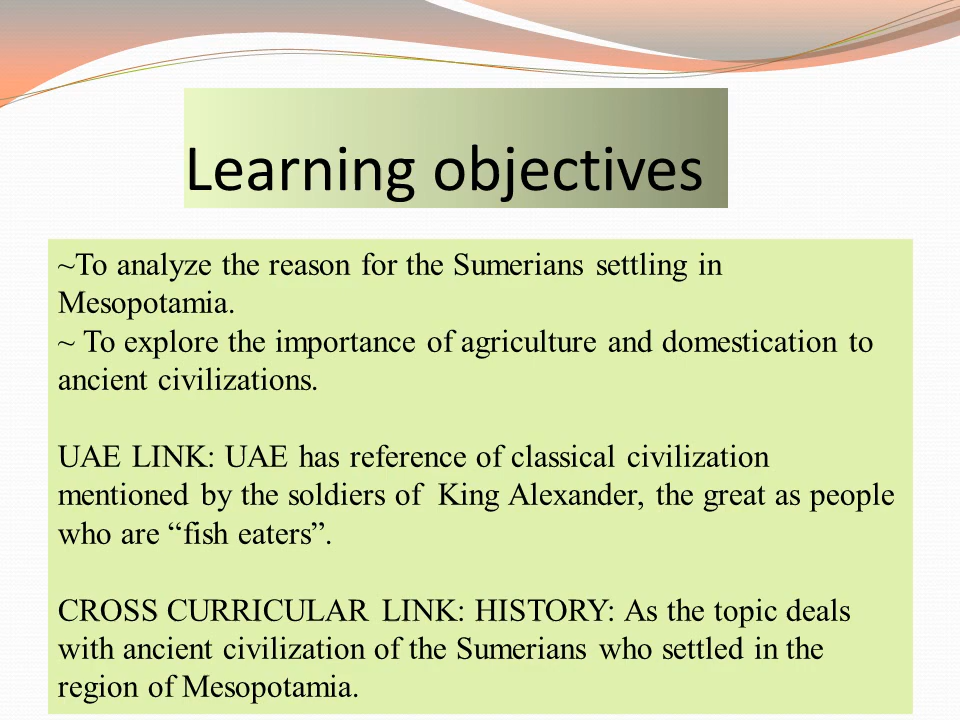 Learning objectives
~To analyze the reason for the Sumerians settling in
Mesopotamia.
~ To explore the importance of agriculture and domestication to
ancient civilizations.
UAE LINK: UAE has reference of classical civilization
mentioned by the soldiers of  King Alexander, the great as people
who are “fish eaters”.
CROSS CURRICULAR LINK: HISTORY: As the topic deals
with ancient civilization of the Sumerians who settled in the
region of Mesopotamia.